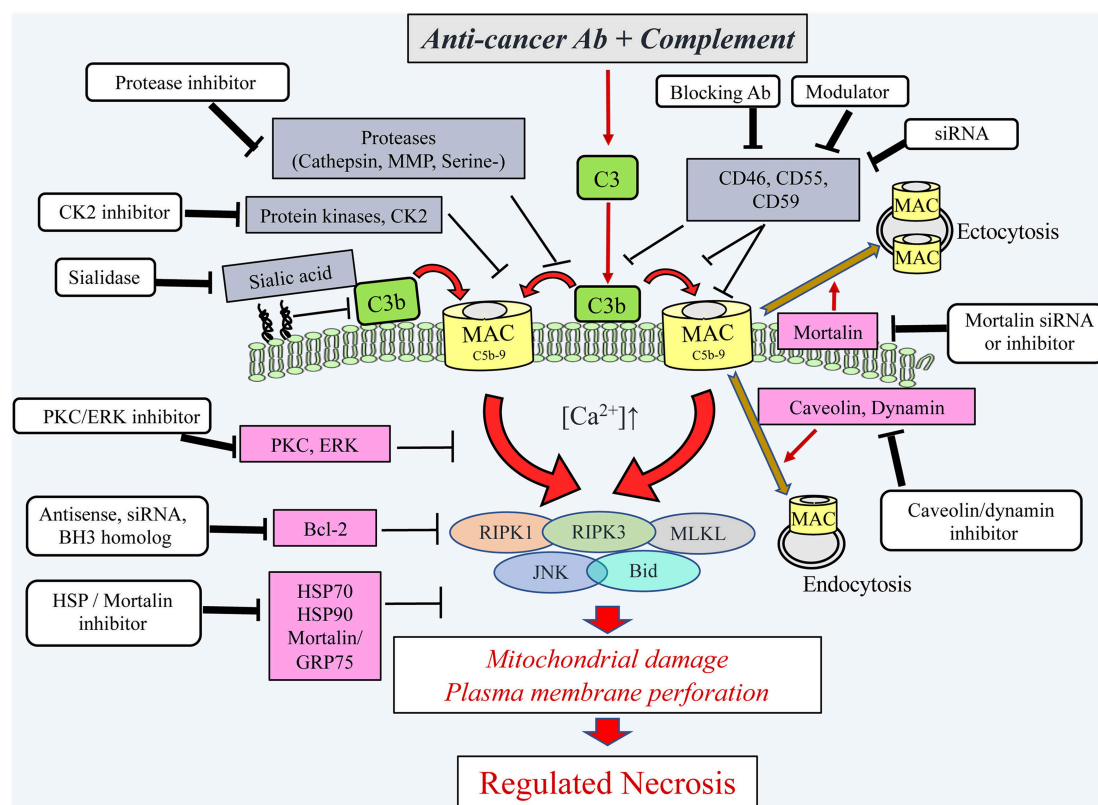 Anti-cancer Ab + Complement
Protease inhibitor
Blocking Ab
Modulator
siRNA
Proteases
(Cathepsin, MMP, Serine-)
C3
CD46, CD55,
CD59
MAC
MAC
Ectocytosis
CK2 inhibitor
Protein kinases, CK2
Sialidase
Sialic acid
C3b
C3b
MAC
C5b-9
MAC
C5b-9
Mortalin
Mortalin siRNA
or inhibitor
[Ca²⁺]↑
Caveolin, Dynamin
PKC/ERK inhibitor
PKC, ERK
Caveolin/dynamin
inhibitor
MAC
Endocytosis
Antisense, siRNA,
BH3 homolog
Bcl-2
RIPK1
RIPK3
MLKL
JNK
Bid
HSP / Mortalin
inhibitor
HSP70
HSP90
Mortalin/
GRP75
Mitochondrial damage
Plasma membrane perforation
Regulated Necrosis